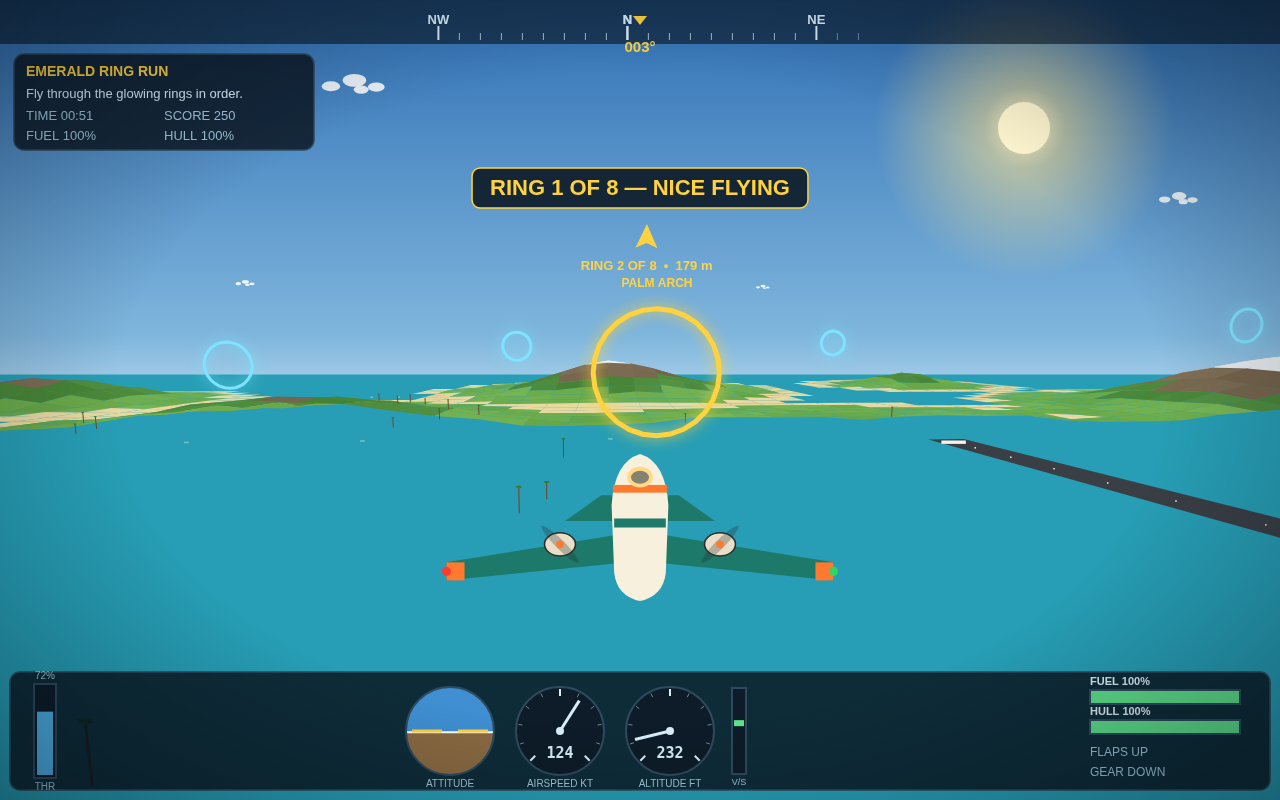 NW
N
NE
003°
EMERALD RING RUN
Fly through the glowing rings in order.
TIME 00:51
SCORE 250
FUEL 100%
HULL 100%
RING 1 OF 8 — NICE FLYING
RING 2 OF 8 • 179 m
PALM ARCH
72%
THR
124
232
ATTITUDE
AIRSPEED KT
ALTITUDE FT
V/S
FUEL 100%
HULL 100%
FLAPS UP
GEAR DOWN